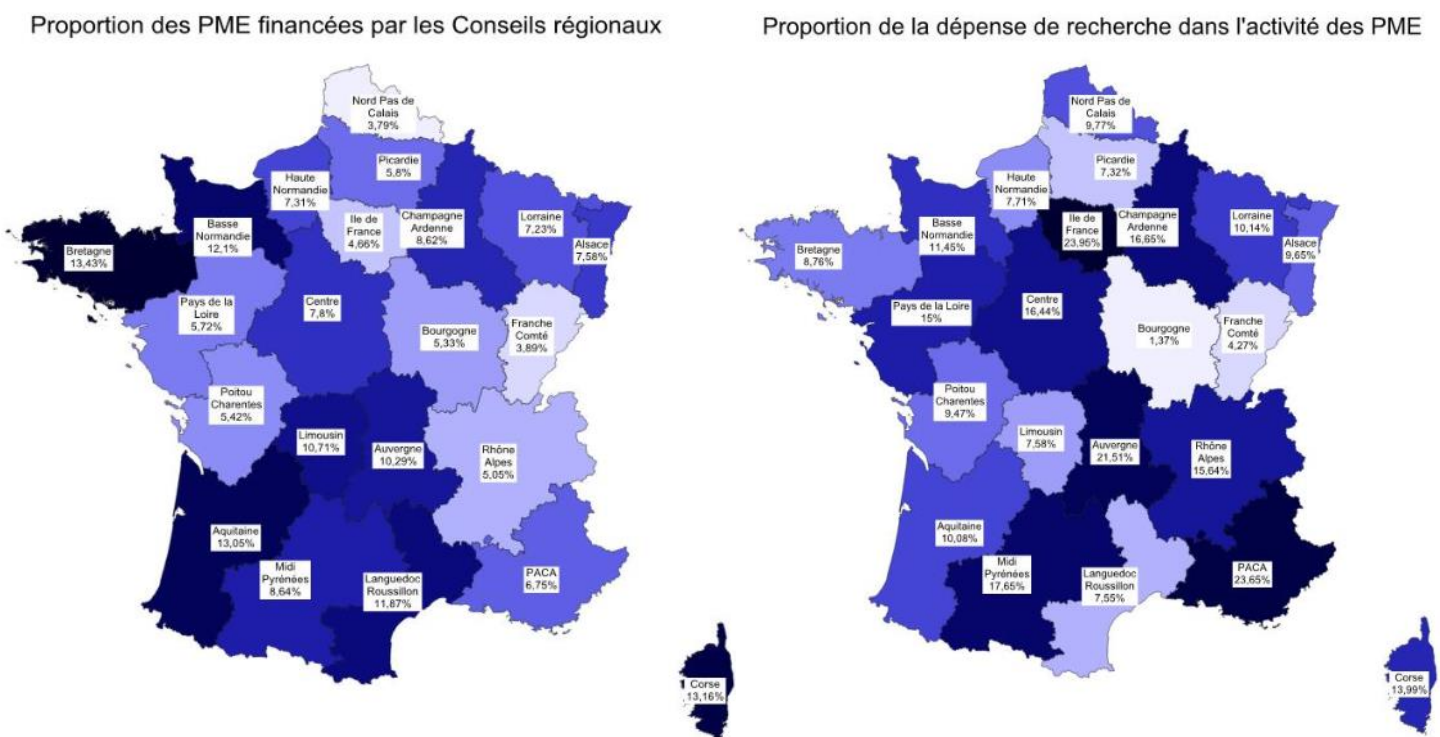 Proportion des PME financées par les Conseils régionaux
Nord Pas de
Calais
3,79%
Picardie
5,8%
Haute
Normandie
7,31%
Ile de
France
4,66%
Champagne
Ardenne
8,62%
Lorraine
7,23%
Alsace
7,58%
Basse
Normandie
12,1%
Bretagne
13,43%
Pays de la
Loire
5,72%
Centre
7,8%
Bourgogne
5,33%
Franche
Comté
3,89%
Poitou
Charentes
5,42%
Limousin
10,71%
Auvergne
10,29%
Rhône
Alpes
5,05%
Aquitaine
13,05%
Midi
Pyrénées
8,64%
Languedoc
Roussillon
11,87%
PACA
6,75%
Corse
13,16%
Proportion de la dépense de recherche dans l'activité des PME
Nord Pas de
Calais
9,77%
Picardie
7,32%
Haute
Normandie
7,71%
Ile de
France
23,95%
Champagne
Ardenne
16,65%
Lorraine
10,14%
Alsace
9,65%
Basse
Normandie
11,45%
Bretagne
8,76%
Pays de la Loire
15%
Centre
16,44%
Bourgogne
1,37%
Franche
Comté
4,27%
Poitou
Charentes
9,47%
Limousin
7,58%
Auvergne
21,51%
Rhône
Alpes
15,64%
Aquitaine
10,08%
Midi
Pyrénées
17,65%
Languedoc
Roussillon
7,55%
PACA
23,65%
Corse
13,99%